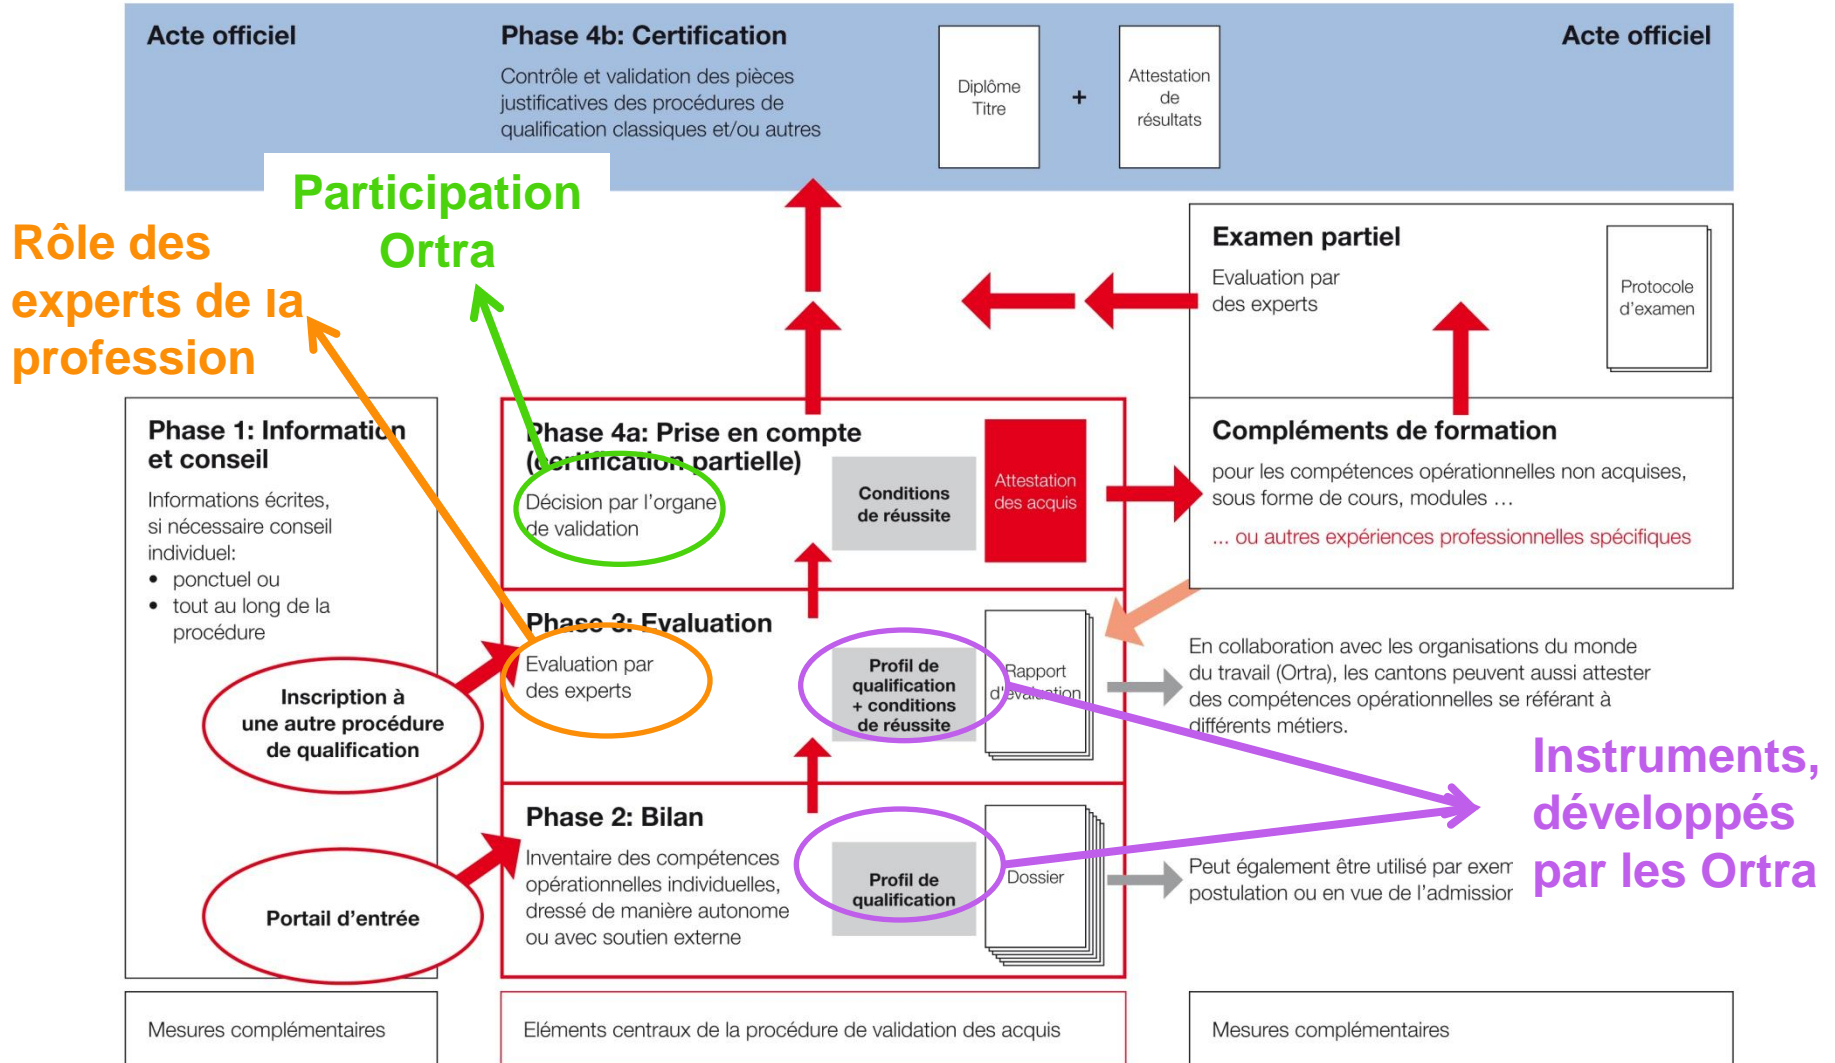 Acte officiel
Phase 4b: Certification
Contrôle et validation des pièces
justificatives des procédures de
qualification classiques et/ou autres
Diplôme
Titre
+
Attestation
de
résultats
Acte officiel
Participation
Ortra
Rôle des
experts de la
profession
Examen partiel
Evaluation par
des experts
Protocole
d'examen
Phase 1: Information
et conseil
Informations écrites,
si nécessaire conseil
individuel:
• ponctuel ou
• tout au long de la
procédure
Inscription à
une autre procédure
de qualification
Portail d'entrée
Phase 4a: Prise en compte
(certification partielle)
Décision par l'organe
de validation
Conditions
de réussite
Attestation
des acquis
Compléments de formation
pour les compétences opérationnelles non acquises,
sous forme de cours, modules …
... ou autres expériences professionnelles spécifiques
Phase 3: Evaluation
Evaluation par
des experts
Profil de
qualification
+ conditions
de réussite
Rapport
d'évaluation
En collaboration avec les organisations du monde
du travail (Ortra), les cantons peuvent aussi attester
des compétences opérationnelles se référant à
différents métiers.
Instruments,
développés
par les Ortra
Phase 2: Bilan
Inventaire des compétences
opérationnelles individuelles,
dressé de manière autonome
ou avec soutien externe
Profil de
qualification
Dossier
Peut également être utilisé par exem
postulation ou en vue de l'admission
Mesures complémentaires
Eléments centraux de la procédure de validation des acquis
Mesures complémentaires